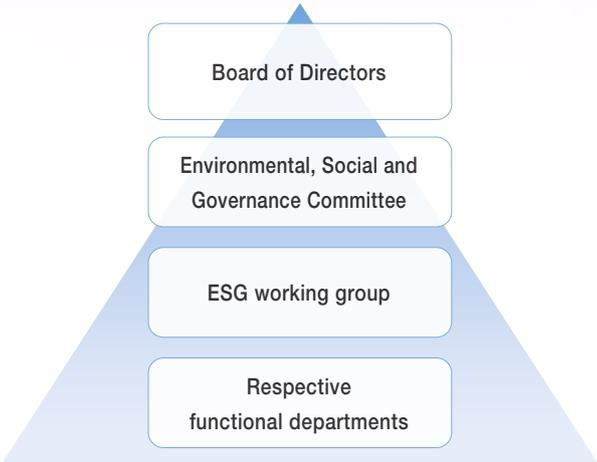 Board of Directors
Environmental, Social and
Governance Committee
ESG working group
Respective
functional departments